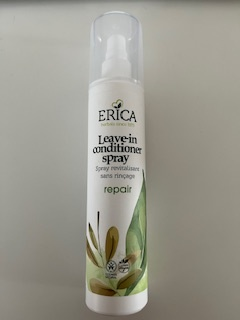 ERICA
Leave-in
conditioner
spray
Spray revitalisant
sans rinçage
repair